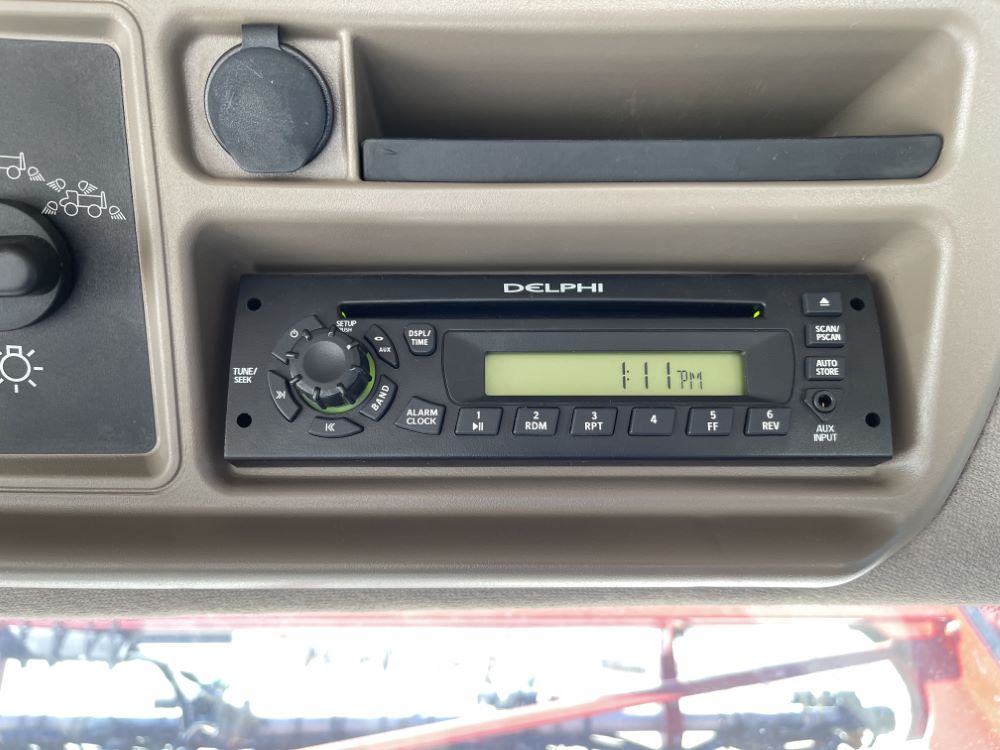 DELPHI
SETUP
PUSH
AUX
DSPL/
TIME
TUNE/
SEEK
BAND
ALARM
CLOCK
1:11 PM
1
2
RDM
3
RPT
4
5
FF
6
REV
SCAN/
PSCAN
AUTO
STORE
AUX
INPUT